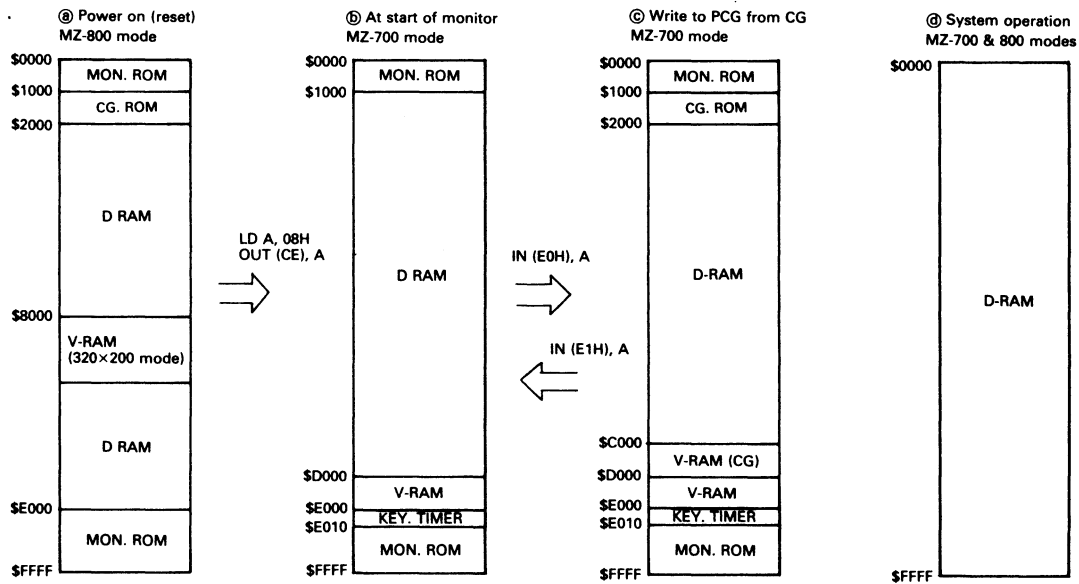 ⓐ Power on (reset)
MZ-800 mode
$0000
MON. ROM
$1000
CG. ROM
$2000
D RAM
$8000
V-RAM
(320×200 mode)
D RAM
$E000
MON. ROM
$FFFF
LD A, 08H
OUT (CE), A
ⓑ At start of monitor
MZ-700 mode
$0000
MON. ROM
$1000
D RAM
$D000
V-RAM
$E000
KEY. TIMER
$E010
MON. ROM
$FFFF
IN (E0H), A
IN (E1H), A
ⓒ Write to PCG from CG
MZ-700 mode
$0000
MON. ROM
$1000
CG. ROM
$2000
D-RAM
$C000
V-RAM (CG)
$D000
V-RAM
$E000
KEY. TIMER
$E010
MON. ROM
$FFFF
ⓓ System operation
MZ-700 & 800 modes
$0000
D-RAM
$FFFF